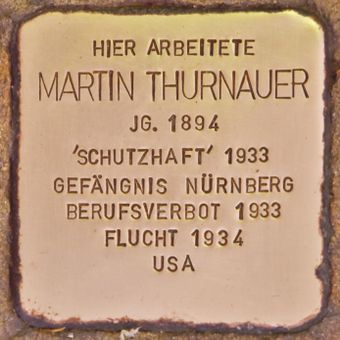 HIER ARBEITETE
MARTIN THURNAUER
JG. 1894
'SCHUTZHAFT' 1933
GEFÄNGNIS NÜRNBERG
BERUFSVERBOT 1933
FLUCHT 1934
USA